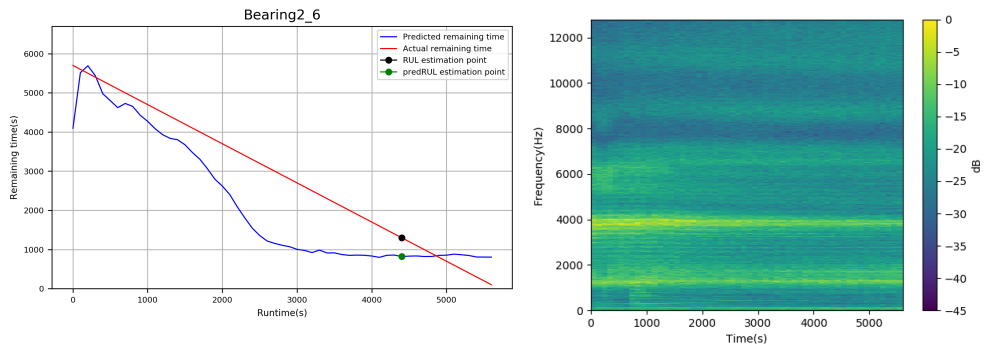 Bearing2_6
Predicted remaining time
Actual remaining time
RUL estimation point
predRUL estimation point
Remaining time(s)
6000
5000
4000
3000
2000
1000
0
0 1000 2000 3000 4000 5000
Runtime(s)
Frequency(Hz)
12000
10000
8000
6000
4000
2000
0
0 1000 2000 3000 4000 5000
Time(s)
0
−5
−10
−15
−20
−25
−30
−35
−40
−45
dB